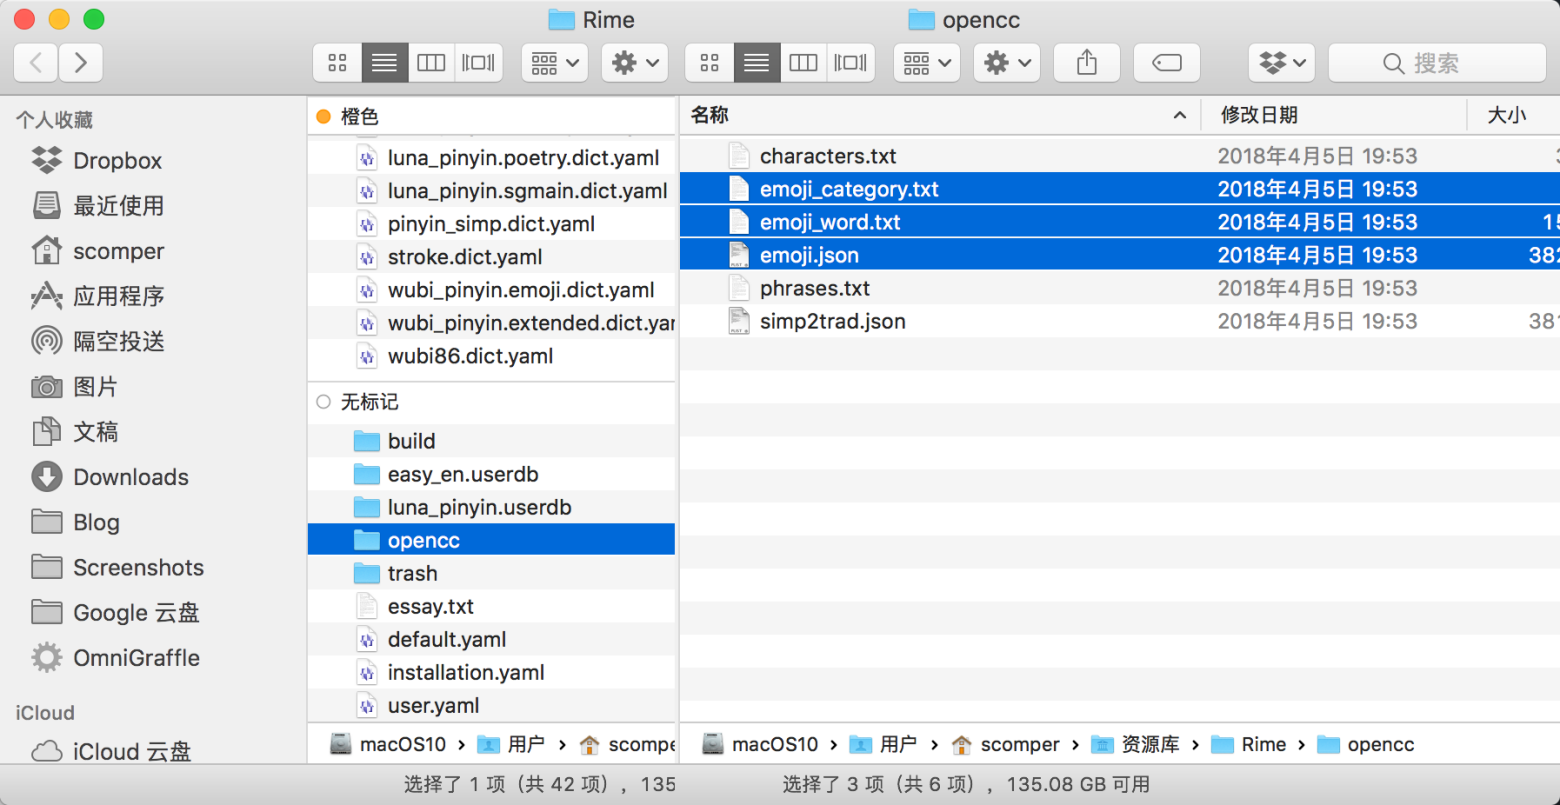 Rime
opencc
搜索
个人收藏
Dropbox
最近使用
scomper
应用程序
隔空投送
图片
文稿
Downloads
Blog
Screenshots
Google 云盘
OmniGraffle
iCloud
iCloud 云盘
橙色
luna_pinyin.poetry.dict.yaml
luna_pinyin.sgmain.dict.yaml
pinyin_simp.dict.yaml
stroke.dict.yaml
wubi_pinyin.emoji.dict.yaml
wubi_pinyin.extended.dict.yar
wubi86.dict.yaml
无标记
build
easy_en.userdb
luna_pinyin.userdb
opencc
trash
essay.txt
default.yaml
installation.yaml
user.yaml
macOS10 › 用户 › scompe
选择了 1 项（共 42 项），135
名称 修改日期 大小
characters.txt 2018年4月5日 19:53
emoji_category.txt 2018年4月5日 19:53
emoji_word.txt 2018年4月5日 19:53 15
emoji.json 2018年4月5日 19:53 382
phrases.txt 2018年4月5日 19:53
simp2trad.json 2018年4月5日 19:53 381
macOS10 › 用户 › scomper › 资源库 › Rime › opencc
选择了 3 项（共 6 项），135.08 GB 可用